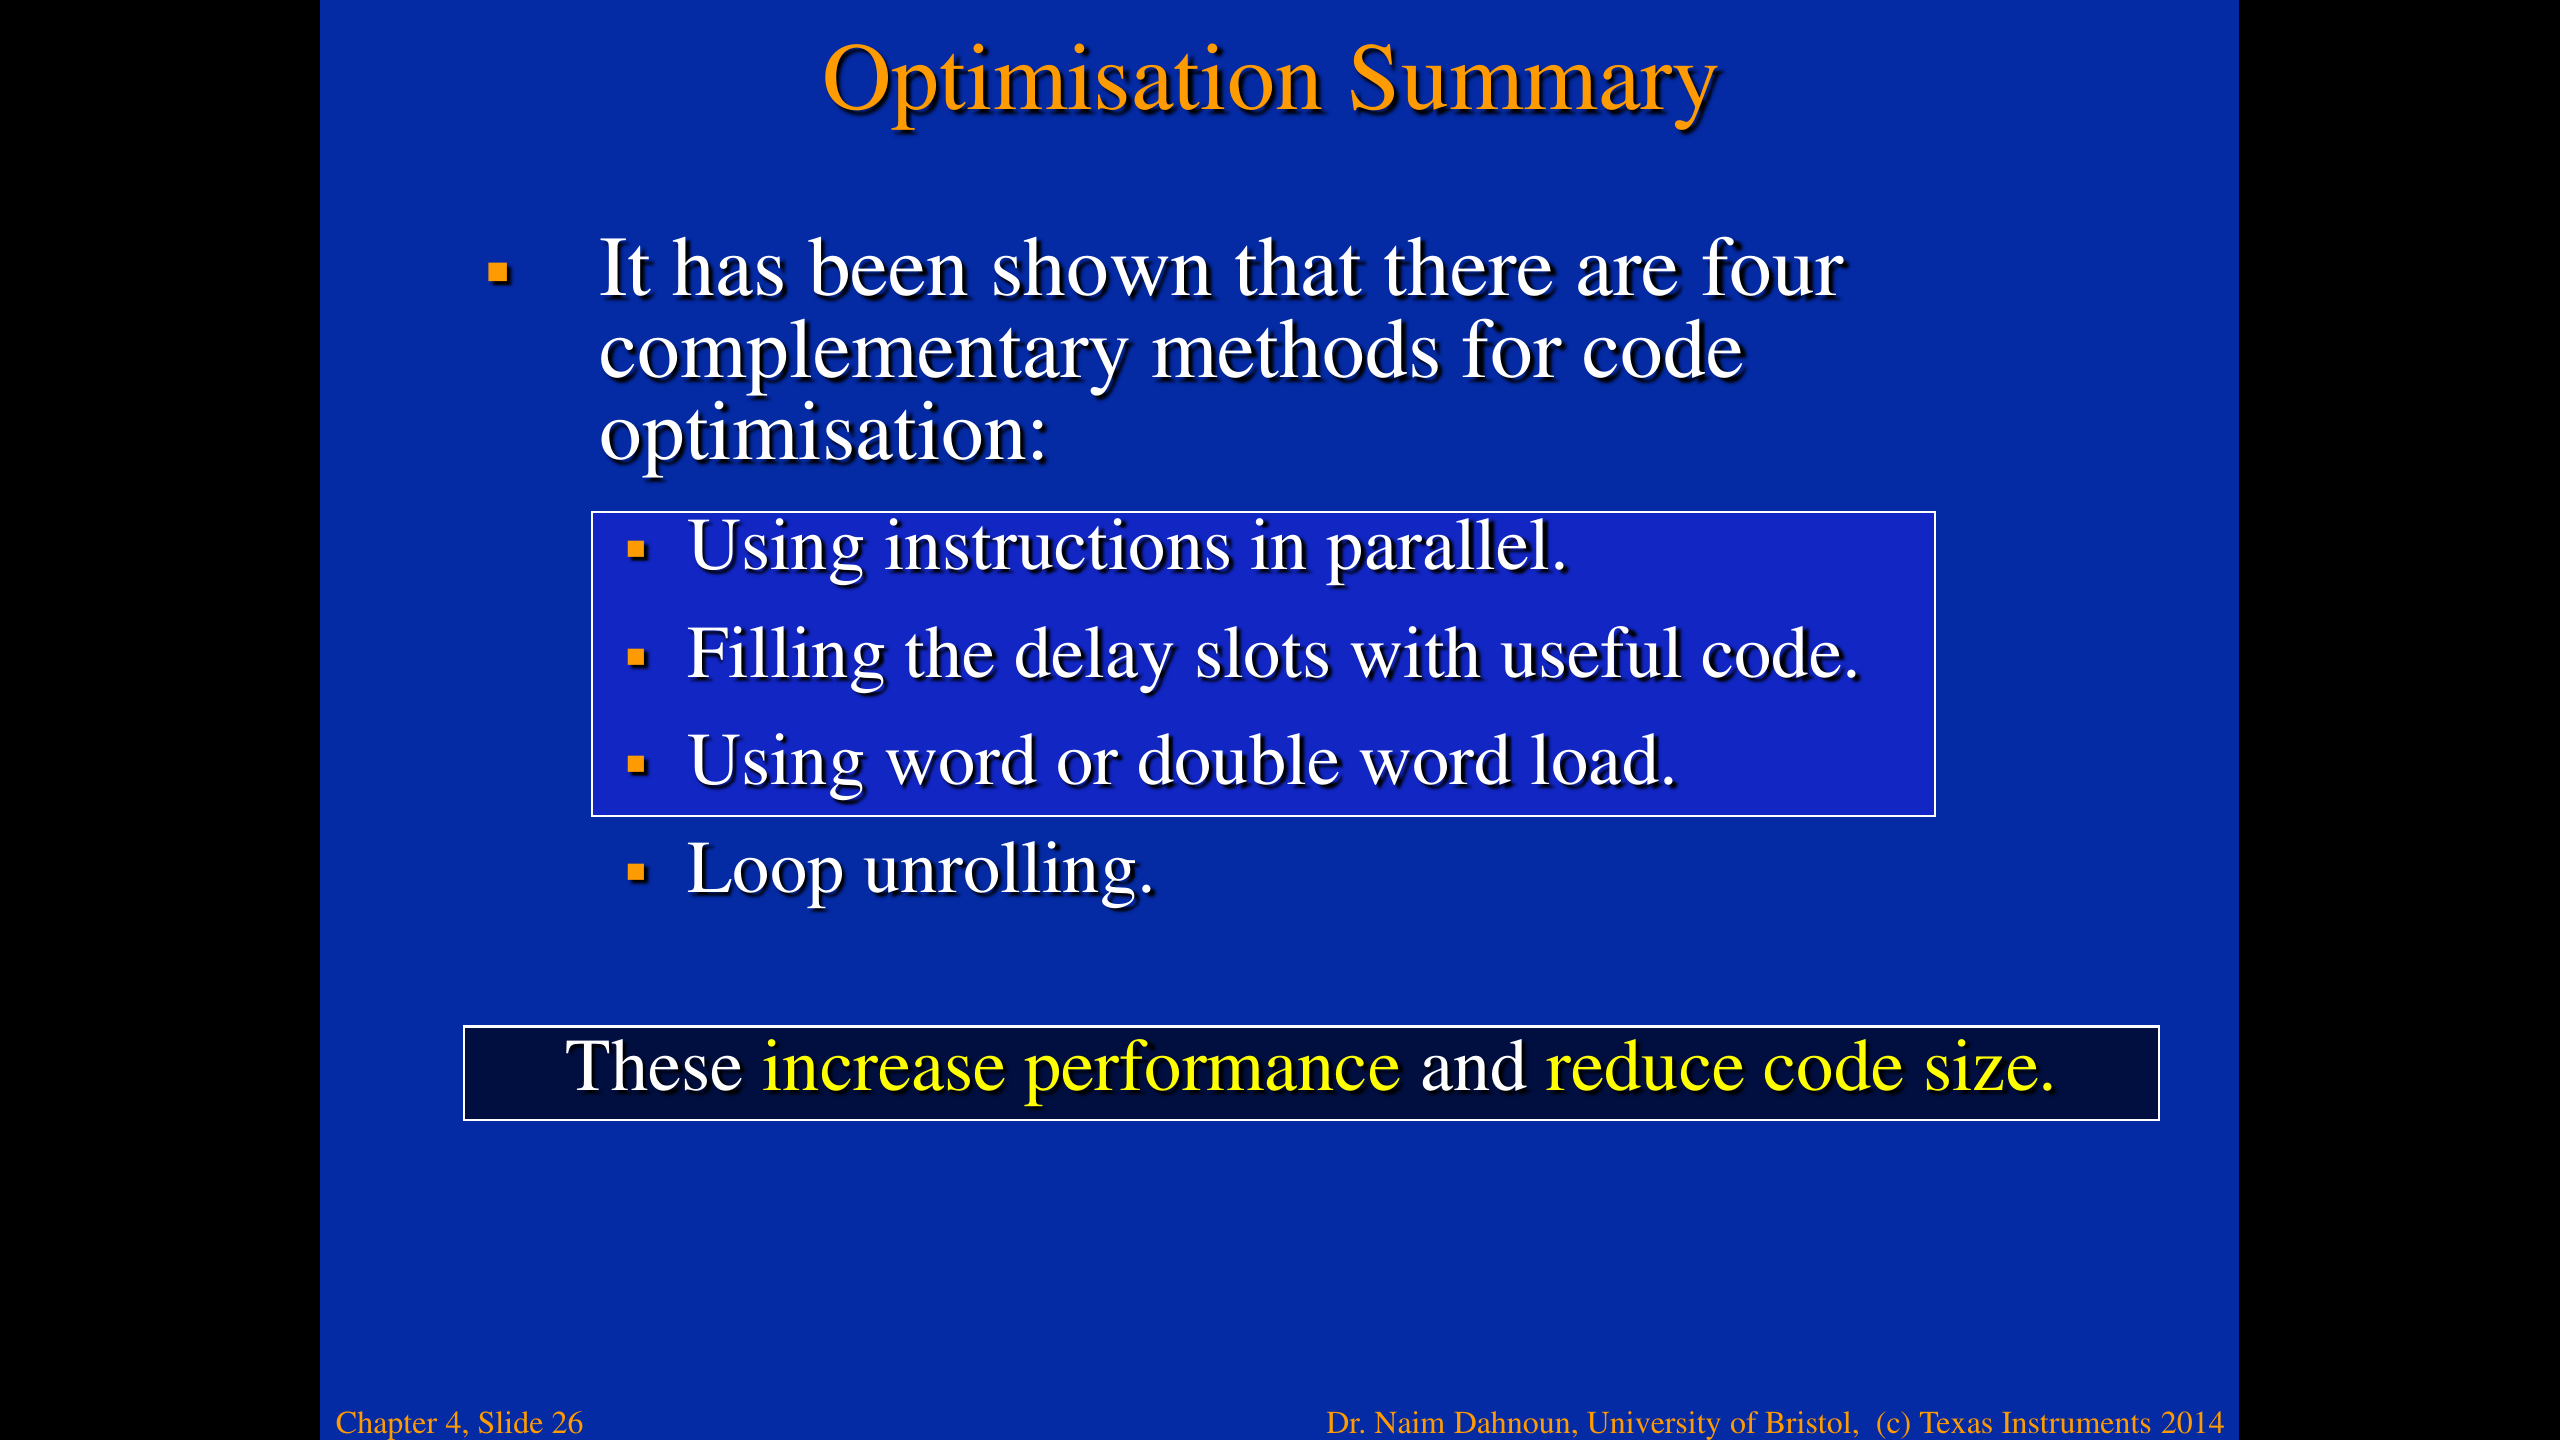 Optimisation Summary
It has been shown that there are four
complementary methods for code
optimisation:
Using instructions in parallel.
Filling the delay slots with useful code.
Using word or double word load.
Loop unrolling.
These increase performance and reduce code size.
Chapter 4, Slide 26
Dr. Naim Dahnoun, University of Bristol, (c) Texas Instruments 2014